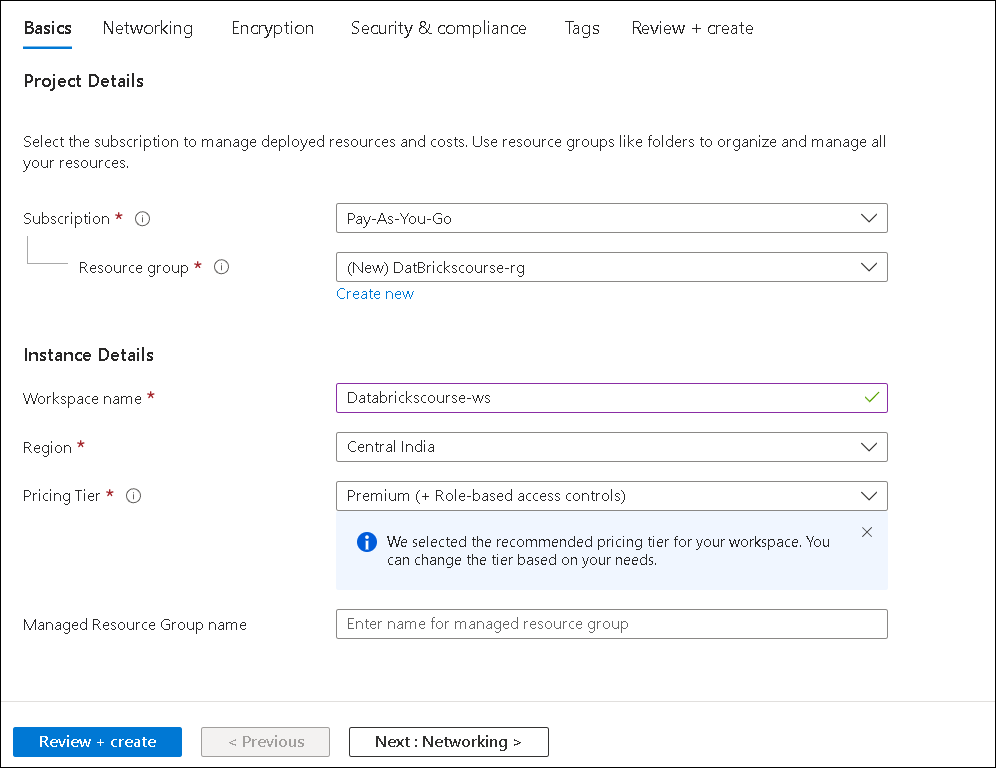 Basics Networking Encryption Security & compliance Tags Review + create
Project Details
Select the subscription to manage deployed resources and costs. Use resource groups like folders to organize and manage all
your resources.
Subscription * Pay-As-You-Go
Resource group * (New) DatBrickscourse-rg
Create new
Instance Details
Workspace name * Databrickscourse-ws
Region * Central India
Pricing Tier * Premium (+ Role-based access controls)
We selected the recommended pricing tier for your workspace. You
can change the tier based on your needs.
Managed Resource Group name Enter name for managed resource group
Review + create < Previous Next : Networking >